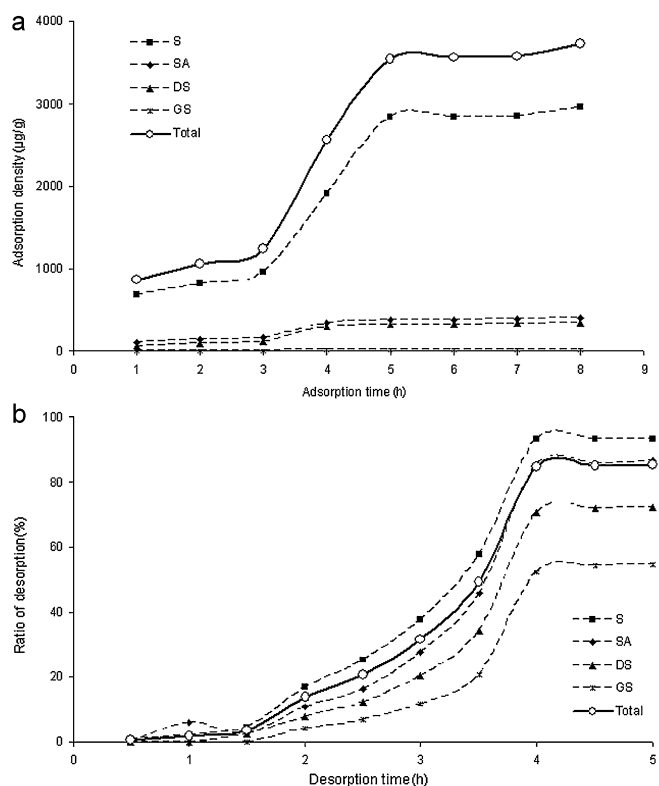 a
Adsorption density (µg/g)
4000
3000
2000
1000
0
S
SA
DS
GS
Total
0 1 2 3 4 5 6 7 8 9
Adsorption time (h)
b
Ratio of desorption(%)
100
80
60
40
20
0
S
SA
DS
GS
Total
0 1 2 3 4 5
Desorption time (h)